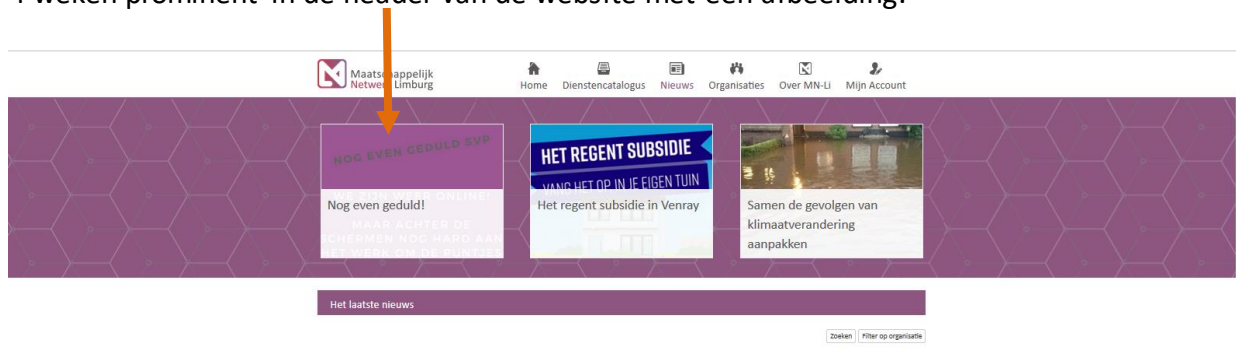 4 weken prominent in de header van de website met een afbeelding.
Maatschappelijk
Netwerk Limburg
Home Dienstencatalogus Nieuws Organisaties Over MN-Li Mijn Account
NOG EVEN GEDULD SVP
WE ZIJN WEER ONLINE!
Nog even geduld!
MAAR ACHTER DE
SCHERMEN NOG HARD AAN
HET WERK OM DE PUNTJES
HET REGENT SUBSIDIE
VANG HET OP IN JE EIGEN TUIN
Het regent subsidie in Venray
Samen de gevolgen van
klimaatverandering
aanpakken
Het laatste nieuws
Zoeken Filter op organisatie